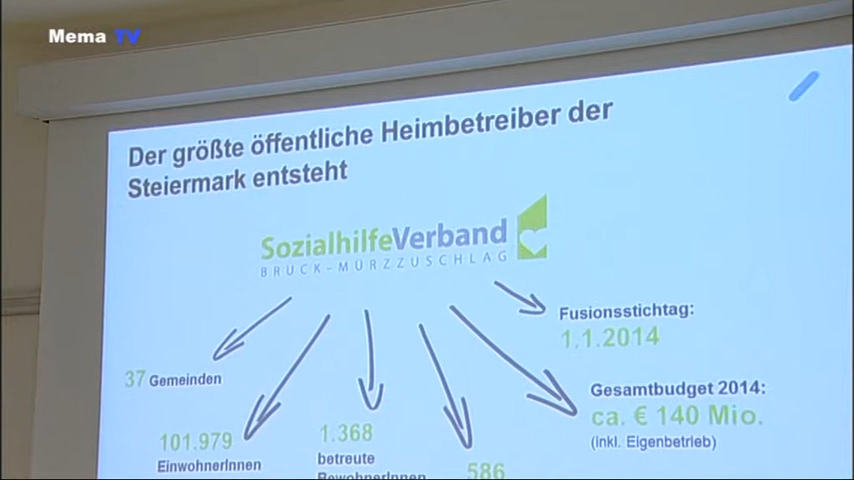 Mema TV
Der größte öffentliche Heimbetreiber der
Steiermark entsteht
SozialhilfeVerband
BRUCK-MÜRZZUSCHLAG
Fusionsstichtag:
1.1.2014
37 Gemeinden
Gesamtbudget 2014:
ca. € 140 Mio.
(inkl. Eigenbetrieb)
101.979
EinwohnerInnen
1.368
betreute
BewohnerInnen
586